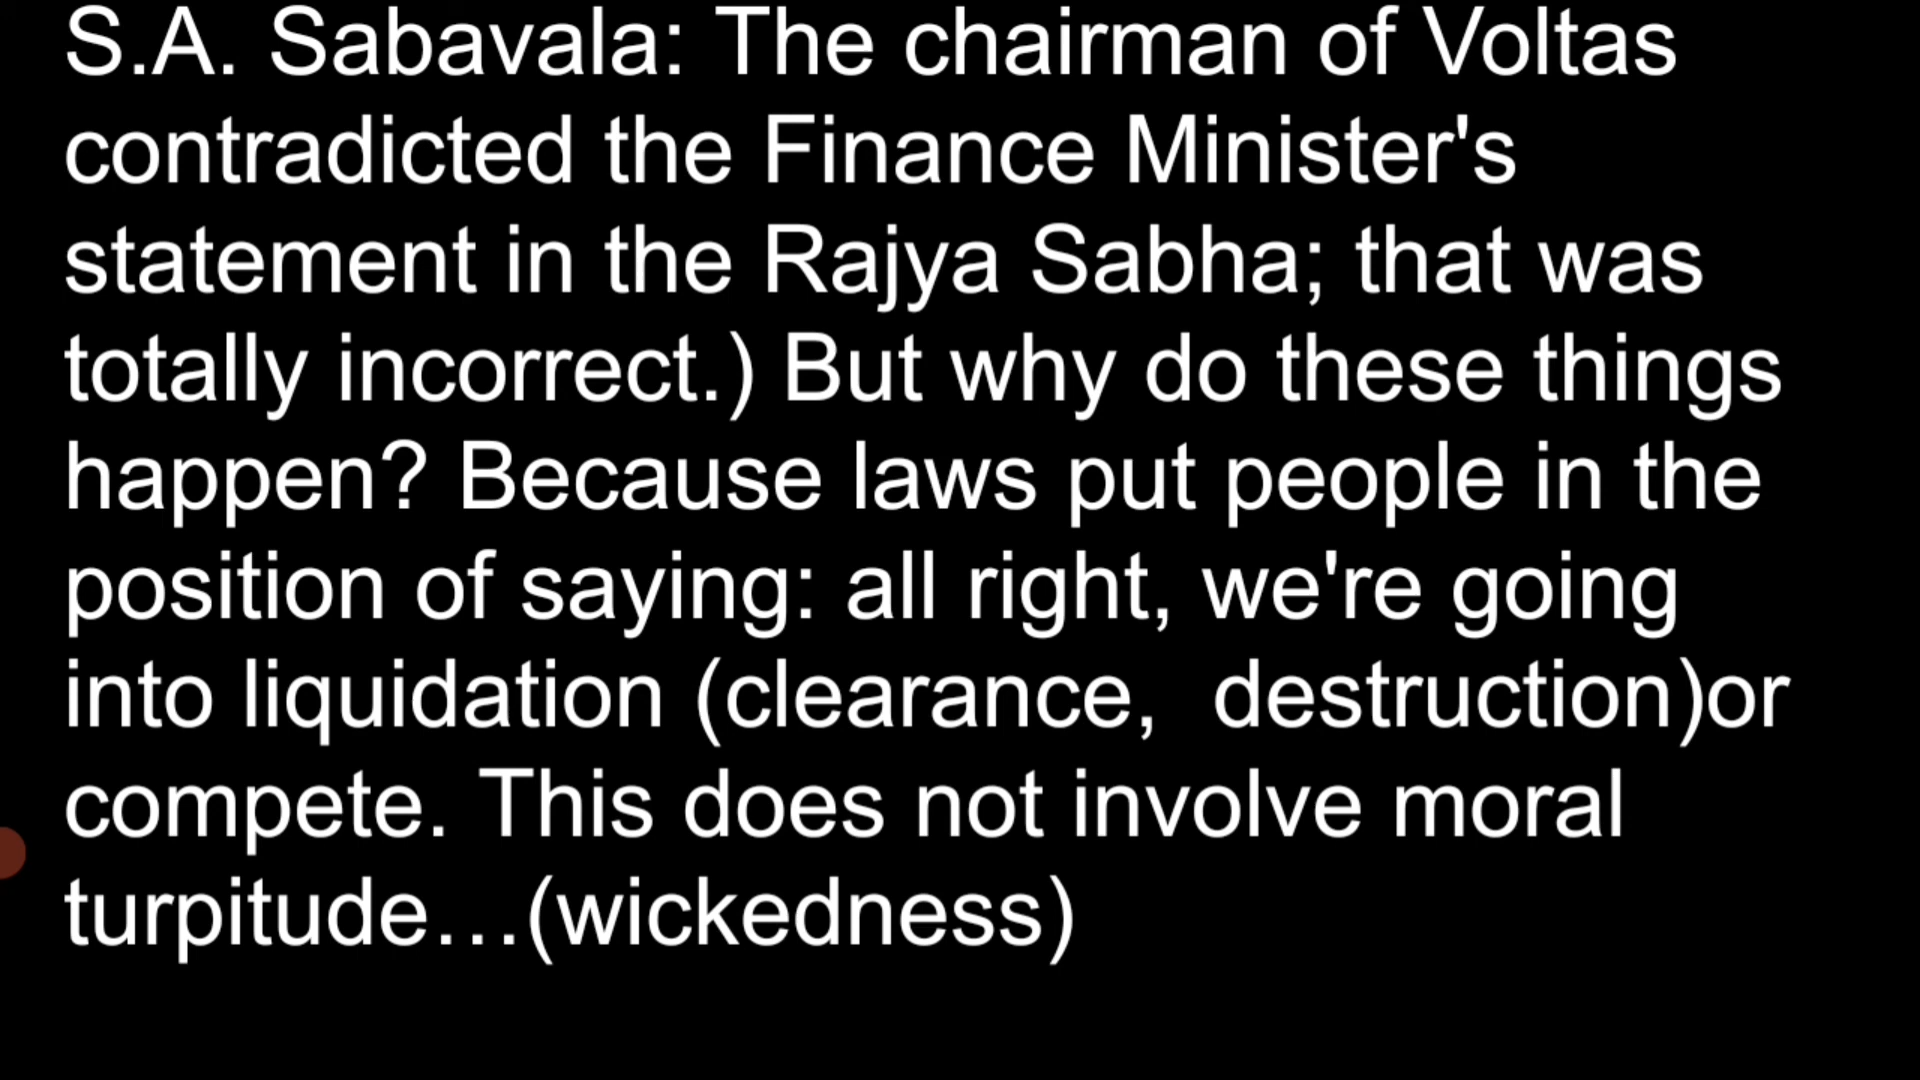 S.A. Sabavala: The chairman of Voltas
contradicted the Finance Minister's
statement in the Rajya Sabha; that was
totally incorrect.) But why do these things
happen? Because laws put people in the
position of saying: all right, we're going
into liquidation (clearance,  destruction)or
compete. This does not involve moral
turpitude…(wickedness)